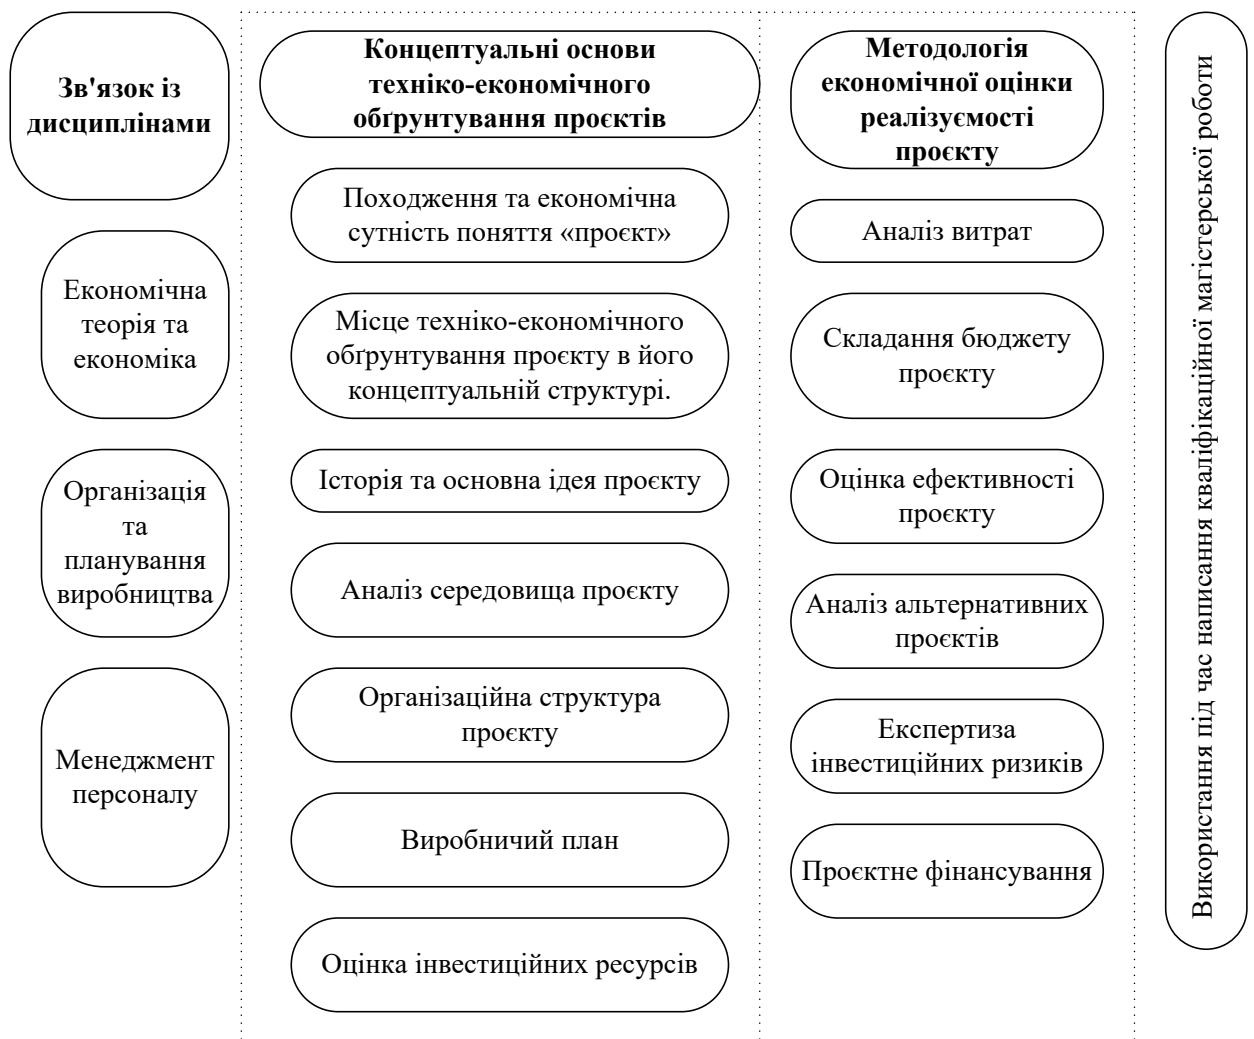 Зв'язок із
дисциплінами
Економічна
теорія та
економіка
Організація
та
планування
виробництва
Менеджмент
персоналу
Концептуальні основи
техніко-економічного
обґрунтування проєктів
Походження та економічна
сутність поняття «проєкт»
Місце техніко-економічного
обґрунтування проєкту в його
концептуальній структурі.
Історія та основна ідея проєкту
Аналіз середовища проєкту
Організаційна структура
проєкту
Виробничий план
Оцінка інвестиційних ресурсів
Методологія
економічної оцінки
реалізуємості
проєкту
Аналіз витрат
Складання бюджету
проєкту
Оцінка ефективності
проєкту
Аналіз альтернативних
проєктів
Експертиза
інвестиційних ризиків
Проєктне фінансування
Використання під час написання кваліфікаційної магістерської роботи